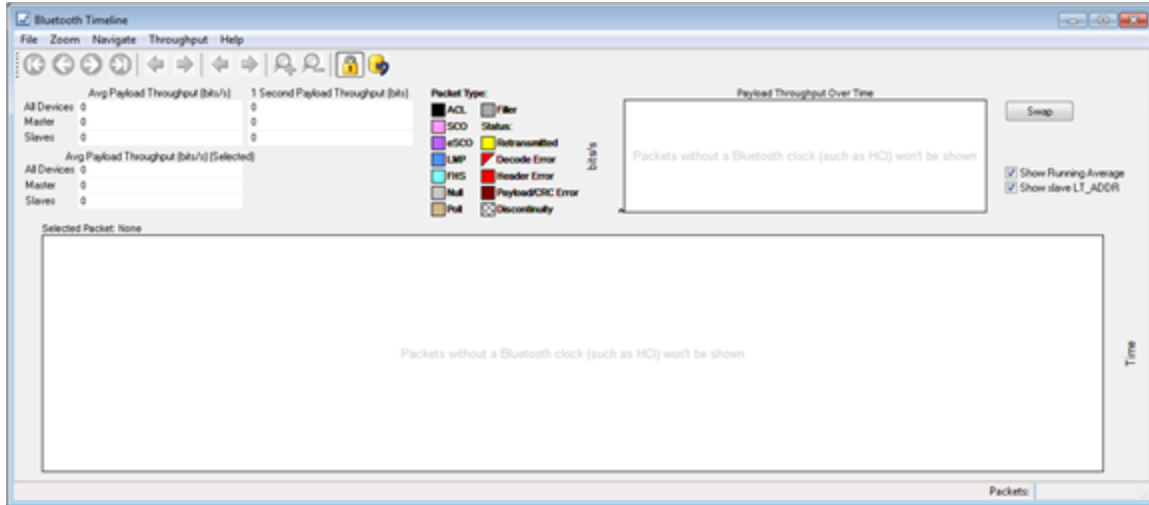 Bluetooth Timeline
File Zoom Navigate Throughput Help
Avg Payload Throughput (bits/s) 1 Second Payload Throughput (bits)
All Devices 0 0
Master 0 0
Slaves 0 0
Avg Payload Throughput (bits/s) (Selected)
All Devices 0
Master 0
Slaves 0
Packet Type:
ACL Filler
SCO Status:
eSCO Retransmitted
LMP Decode Error
FHS Header Error
Null Payload/CRC Error
Poll Discontinuity
Payload Throughput Over Time
bits/s
Packets without a Bluetooth clock (such as HCI) won't be shown
Swap
Show Running Average
Show slave LT_ADDR
Selected Packet: None
Packets without a Bluetooth clock (such as HCI) won't be shown
Time
Packets: